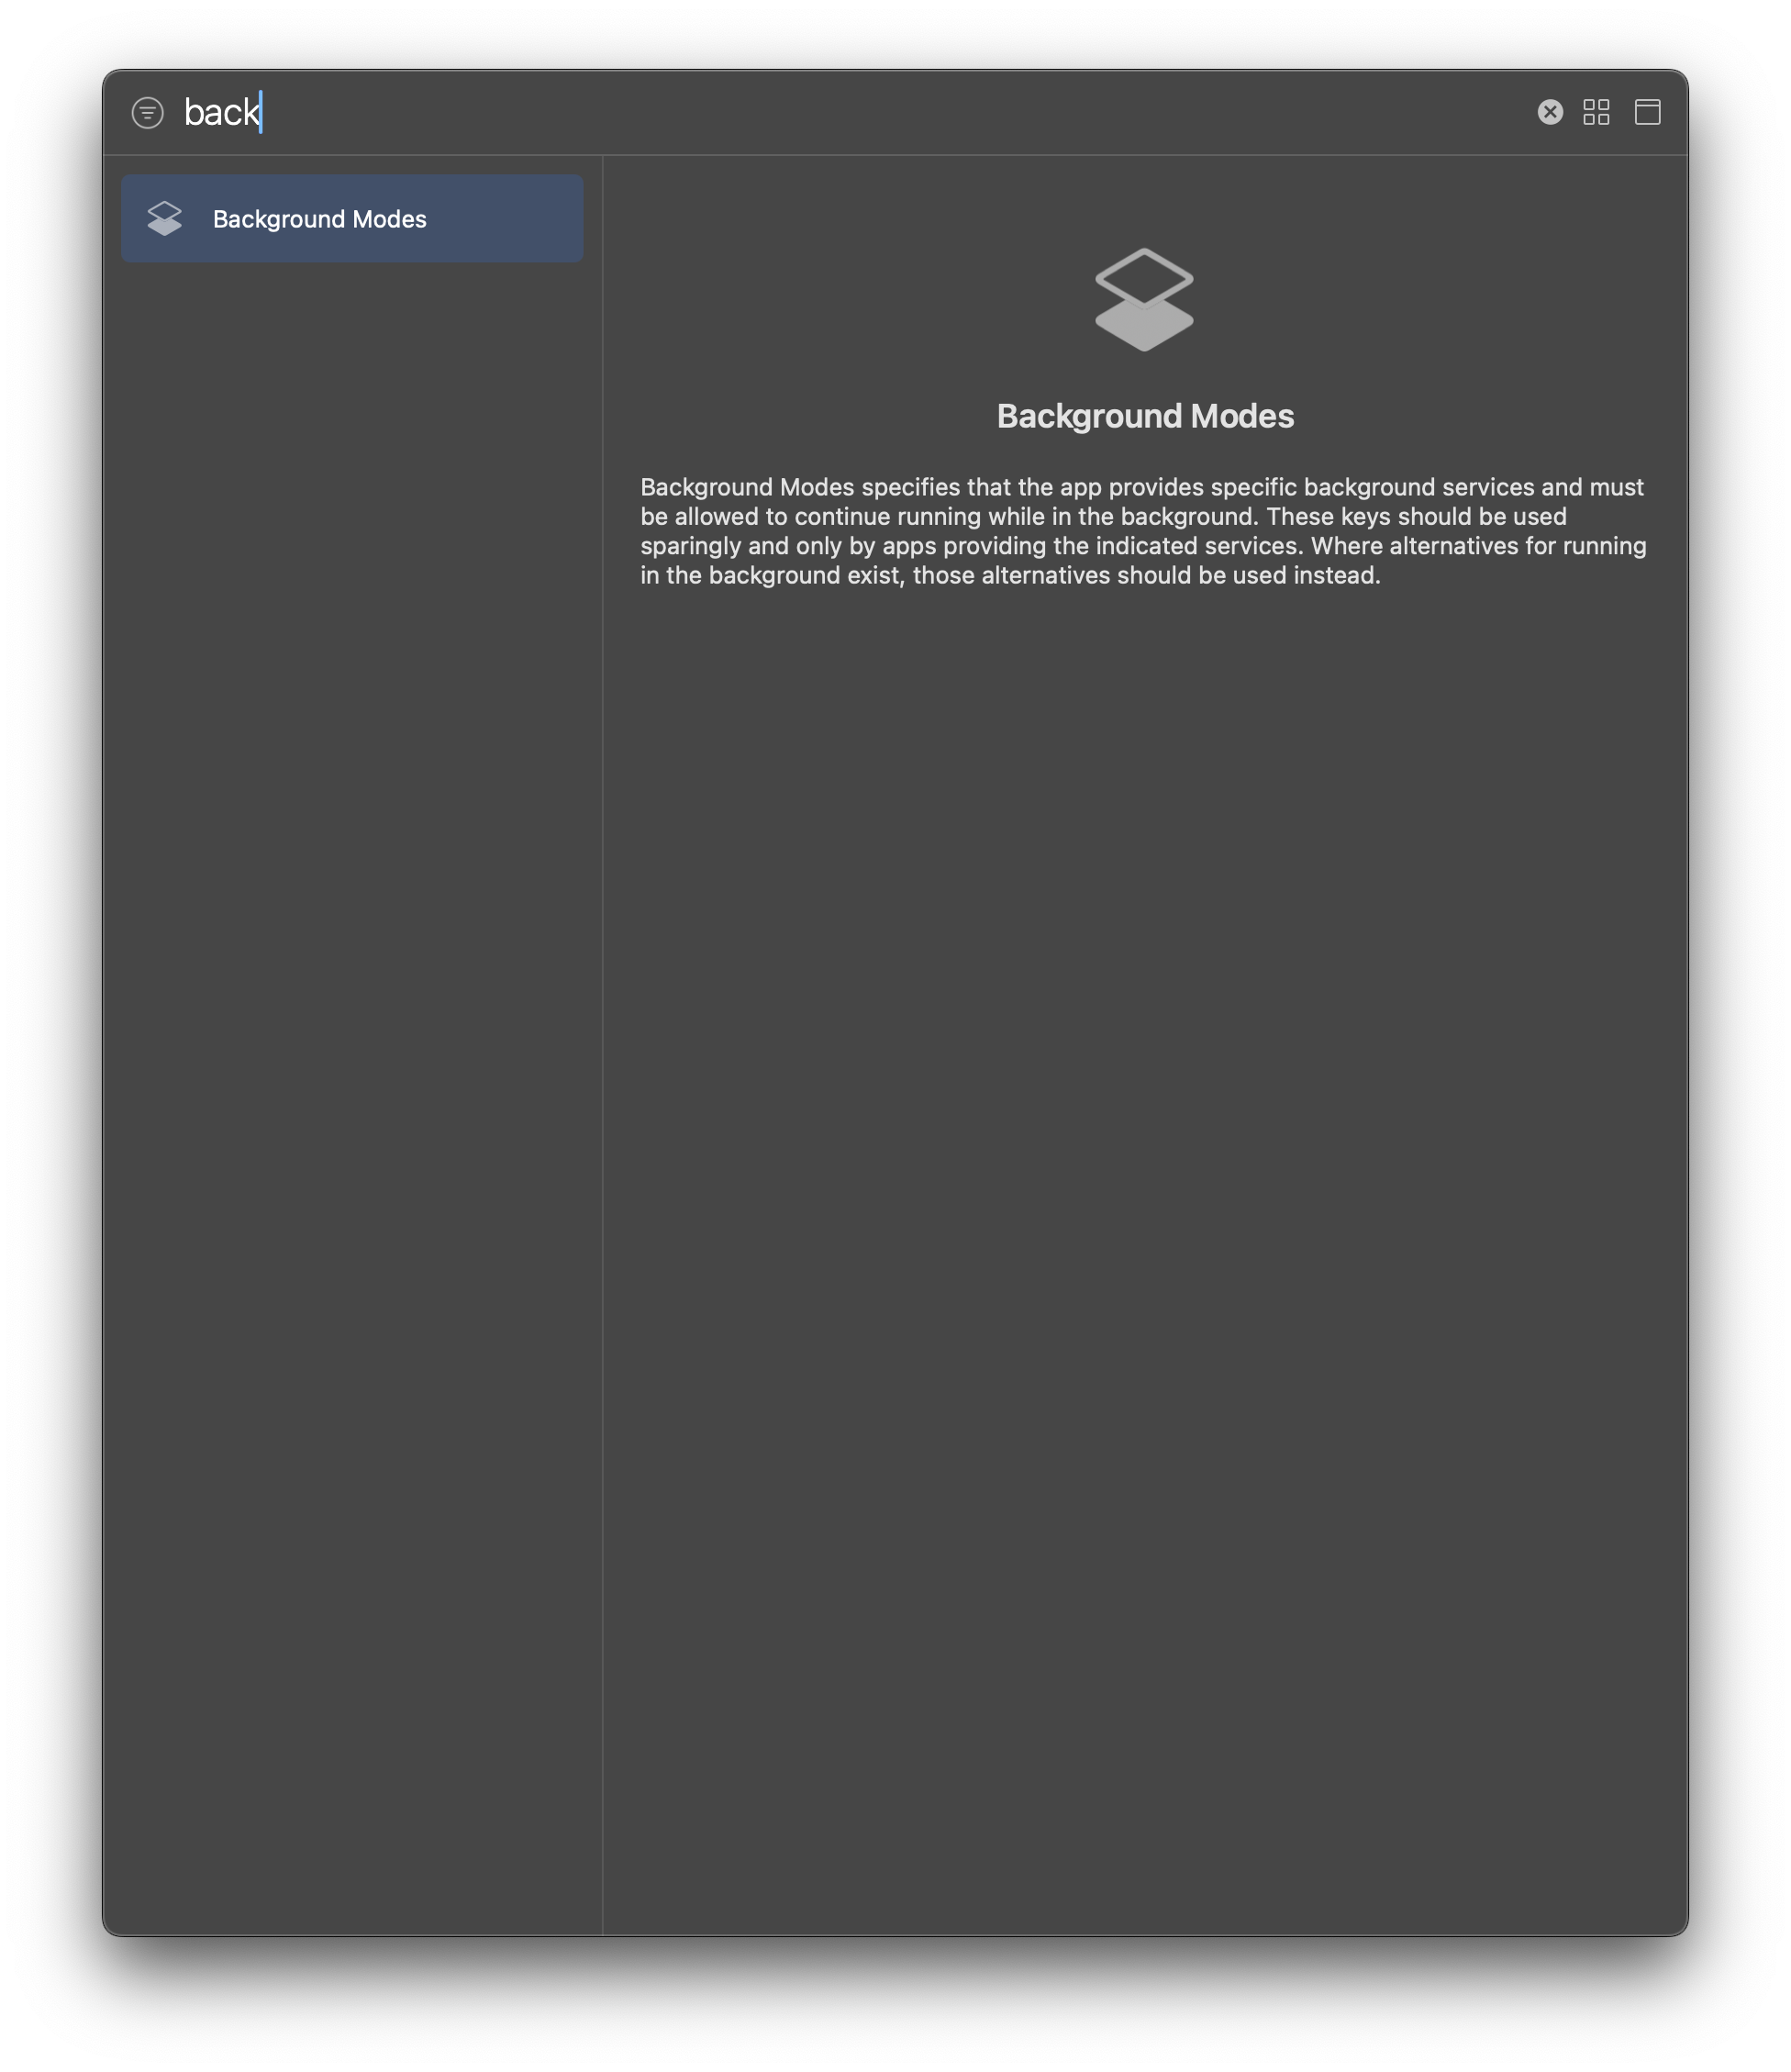 back
Background Modes
Background Modes
Background Modes specifies that the app provides specific background services and must
be allowed to continue running while in the background. These keys should be used
sparingly and only by apps providing the indicated services. Where alternatives for running
in the background exist, those alternatives should be used instead.